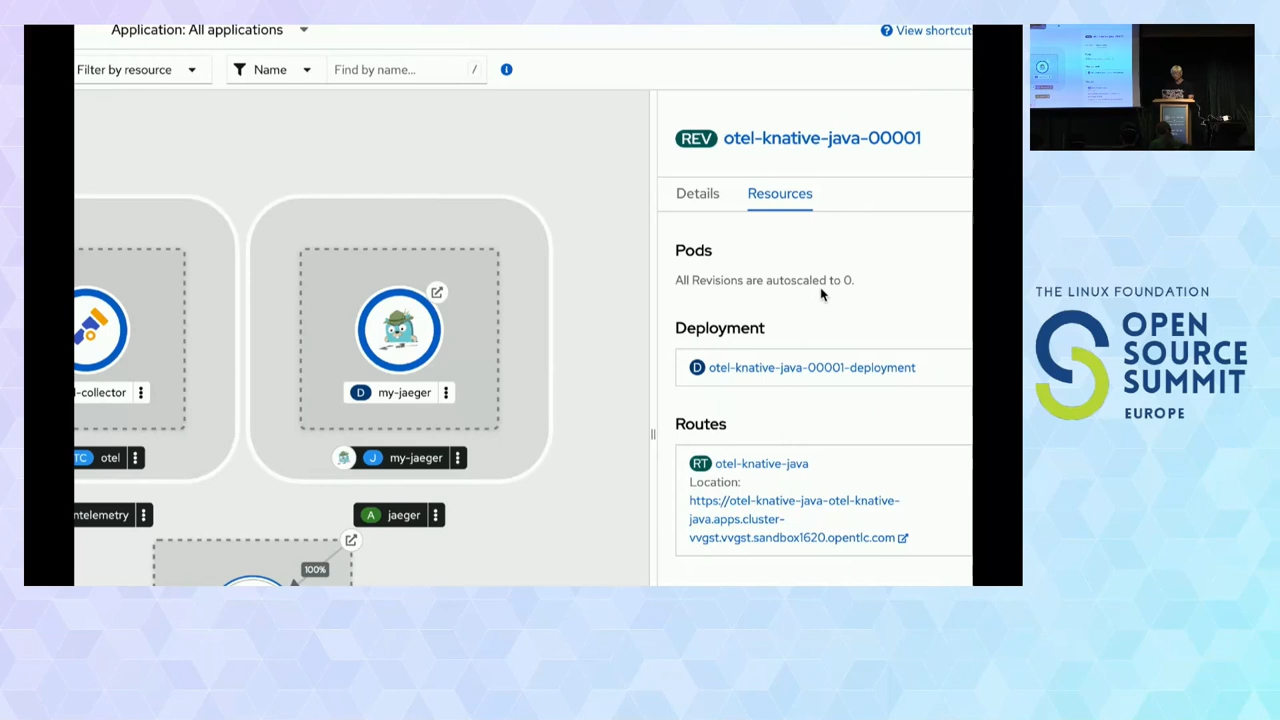 Application: All applications
View shortcut
Filter by resource
Name
Find by name...
/
REV otel-knative-java-00001
Details
Resources
Pods
All Revisions are autoscaled to 0.
Deployment
D otel-knative-java-00001-deployment
Routes
RT otel-knative-java
Location:
https://otel-knative-java-otel-knative-
java.apps.cluster-
vvgst.vvgst.sandbox1620.opentlc.com
l-collector
D my-jaeger
TC otel
J my-jaeger
ntelemetry
A jaeger
100%
THE LINUX FOUNDATION
OPEN
SOURCE
SUMMIT
EUROPE